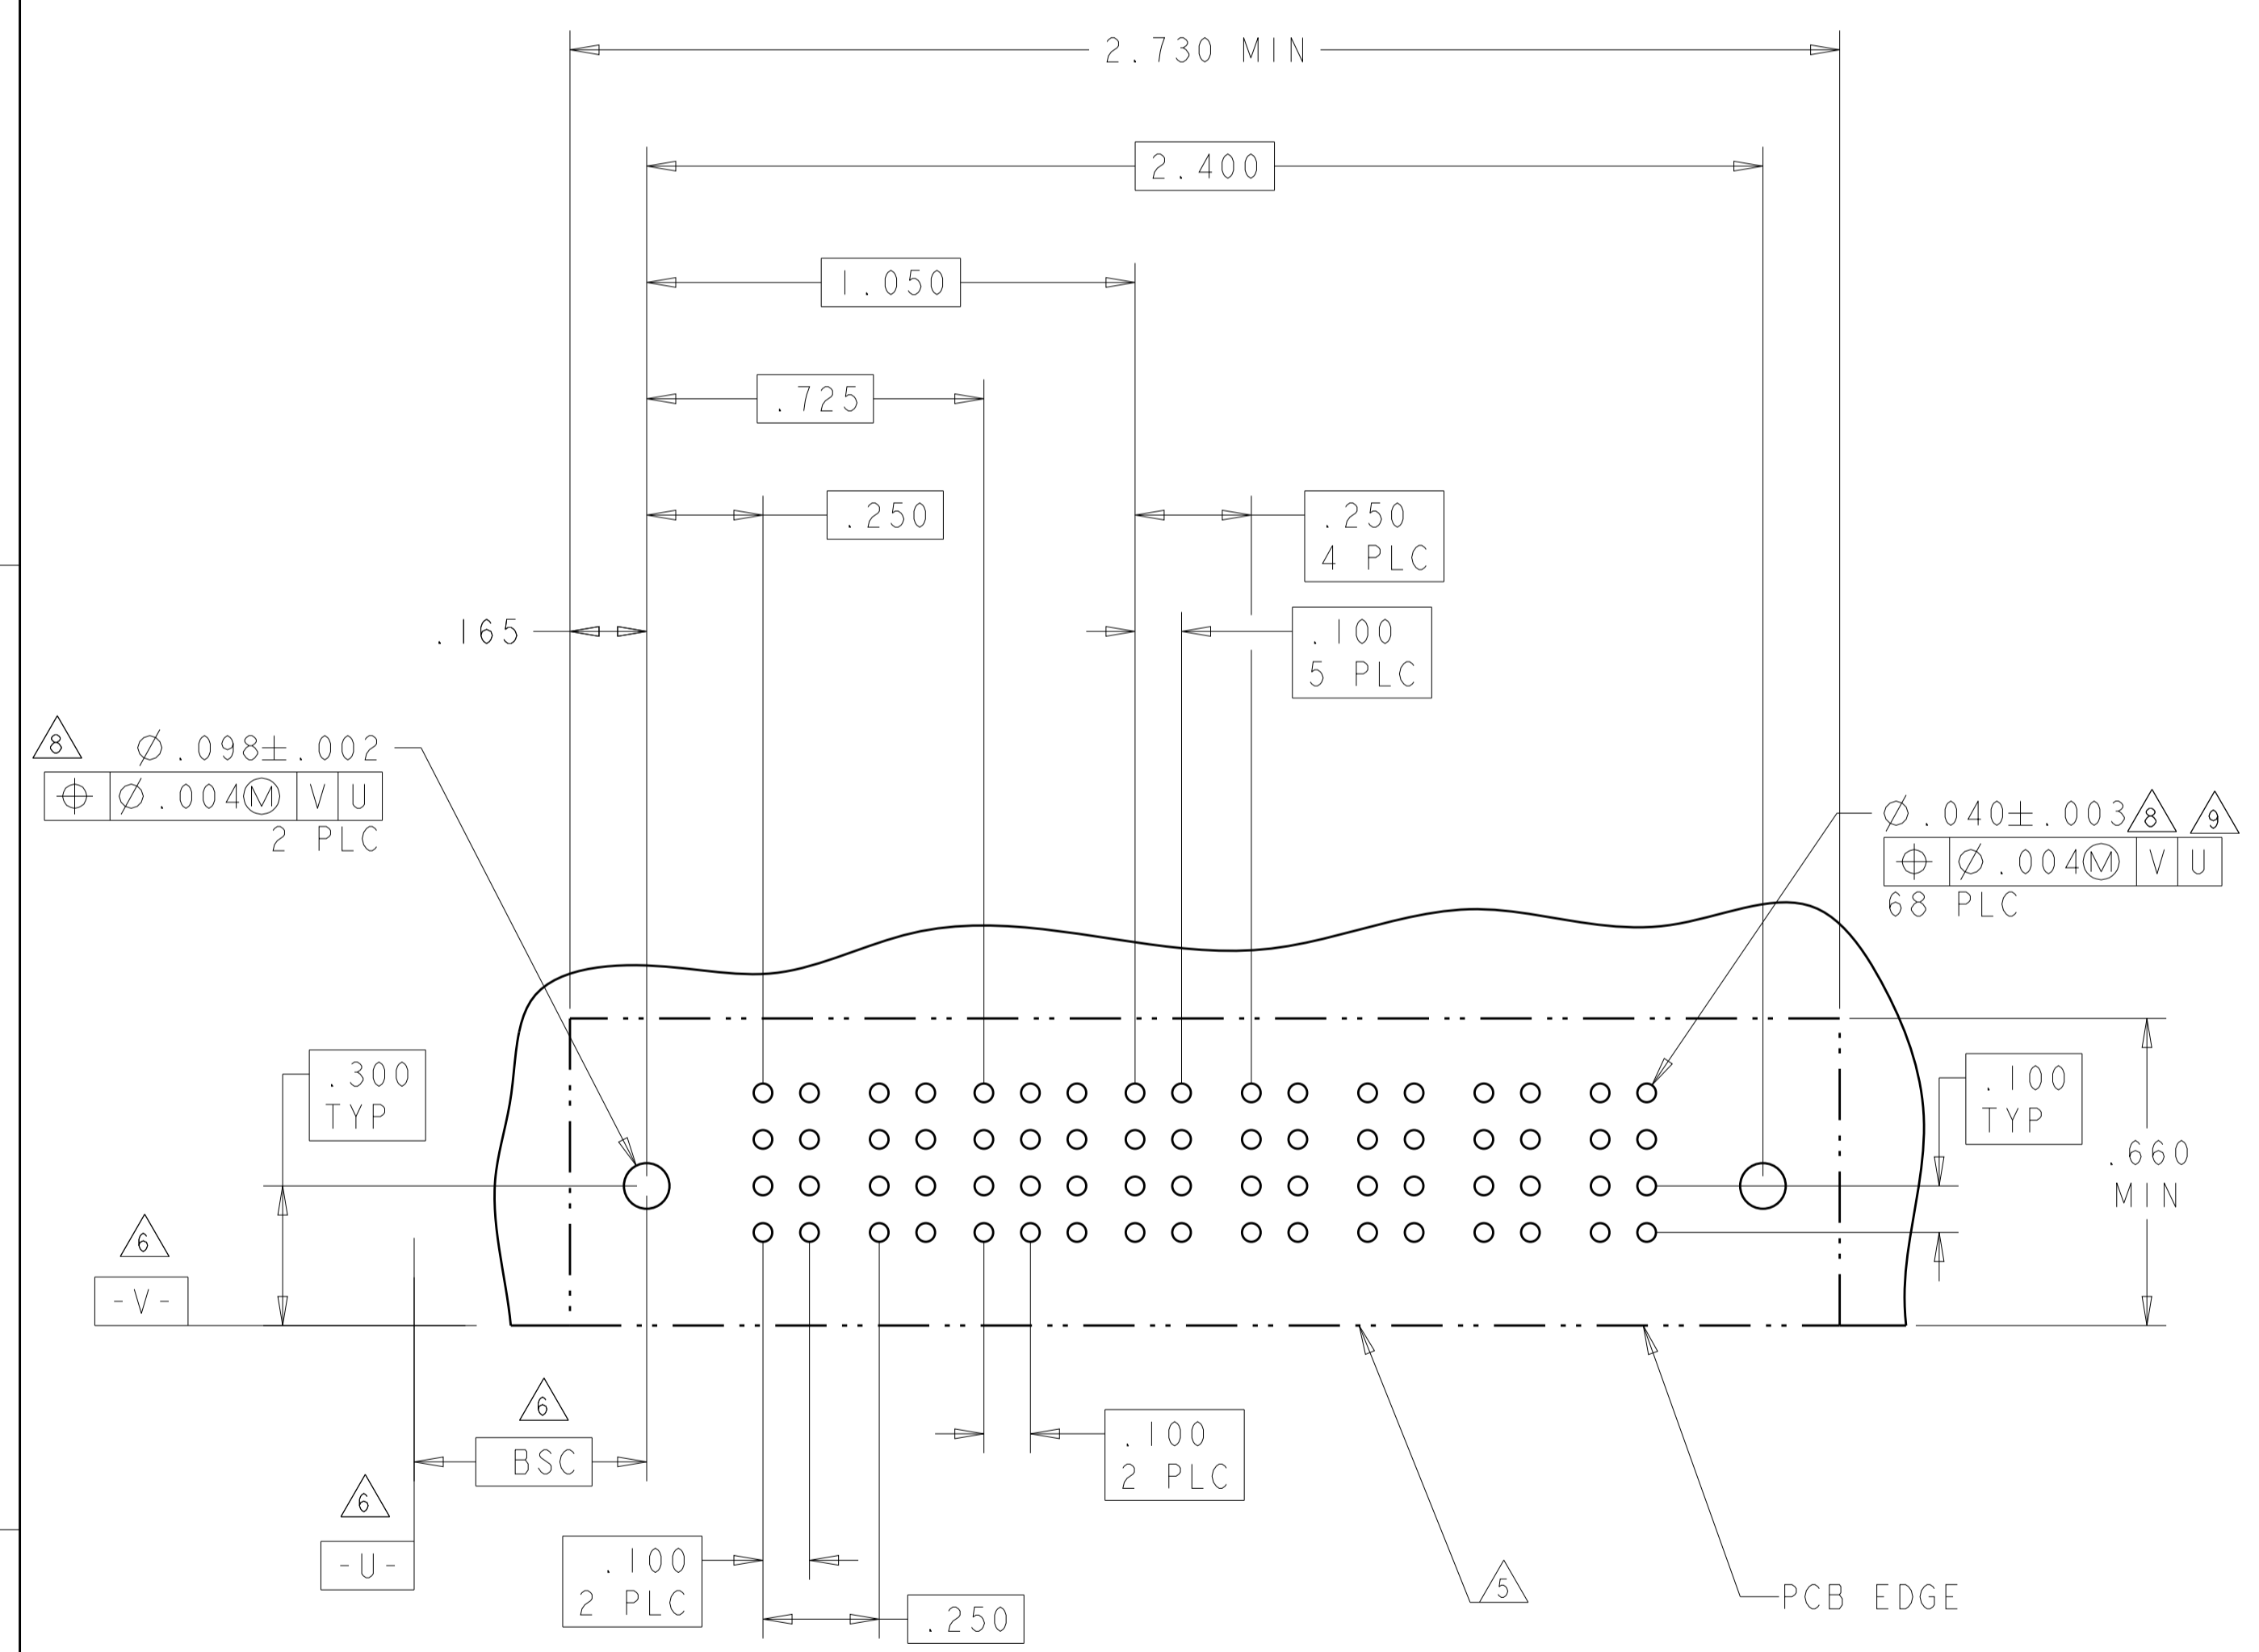 2.730 MIN
2.400
1.050
.725
.250
.250
4 PLC
.165
.100
5 PLC
8
Ø.098±.002
⌖ Ø.004Ⓜ V U
2 PLC
Ø.040±.003 8 9
⌖ Ø.004Ⓜ V U
68 PLC
.300
TYP
.100
TYP
.660
MIN
6
-V-
6
BSC
6
-U-
.100
2 PLC
.100
2 PLC
.250
5
PCB EDGE